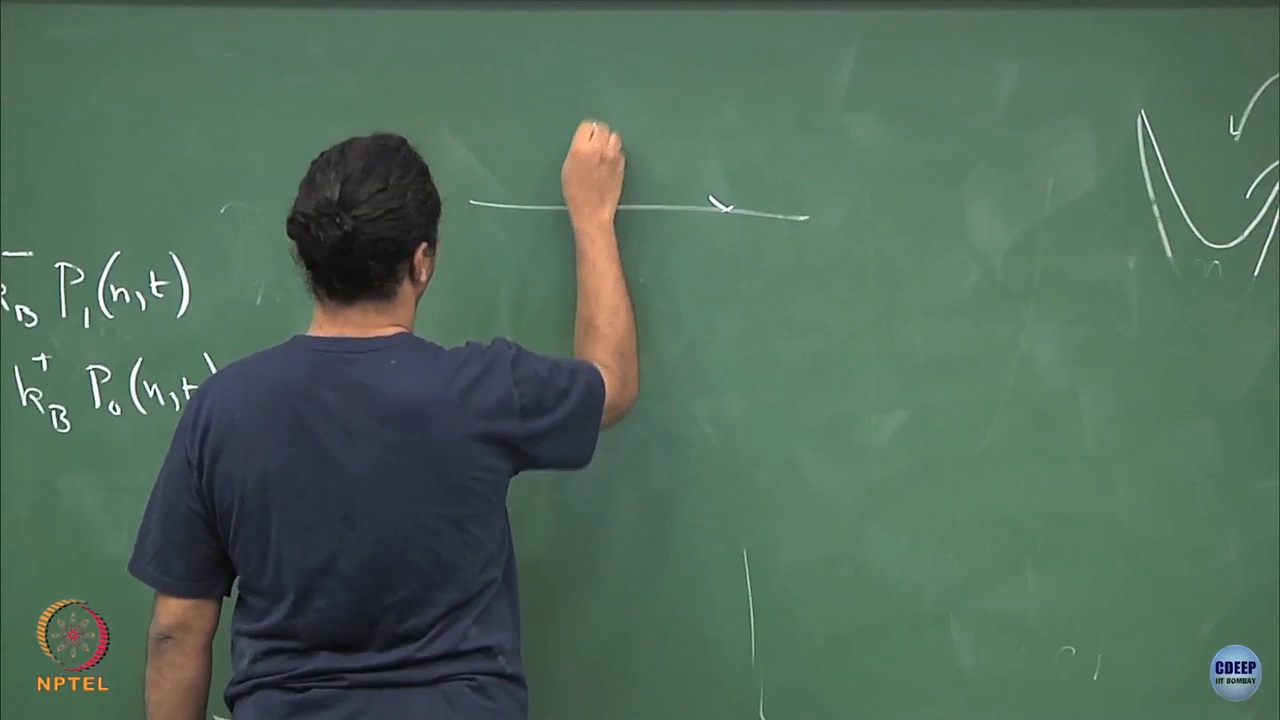 k_B^- P_1(n,t)
k_B^+ P_0(n,t)
n
NPTEL
CDEEP
IIT BOMBAY